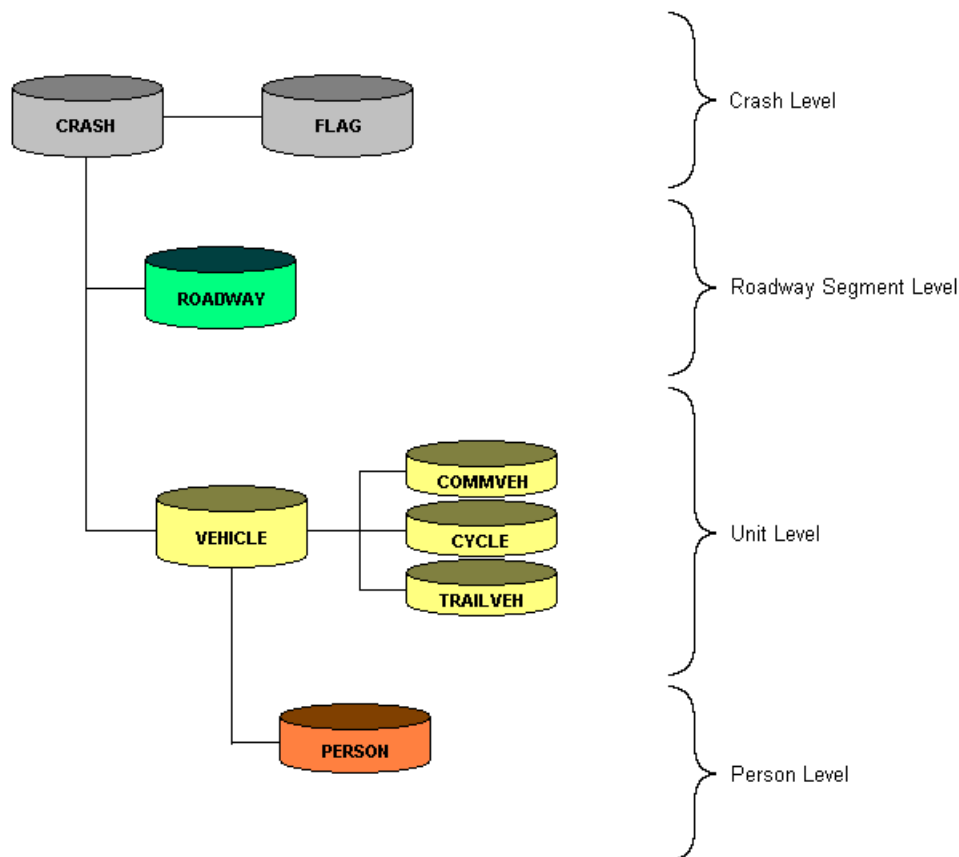 CRASH
FLAG
Crash Level
ROADWAY
Roadway Segment Level
COMMVEH
VEHICLE
CYCLE
TRAILVEH
Unit Level
PERSON
Person Level